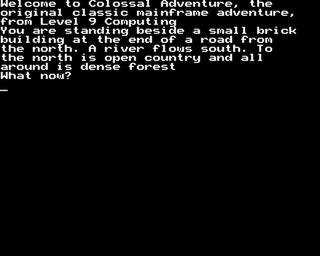 Welcome to Colossal Adventure, the
original classic mainframe adventure,
from Level 9 Computing
You are standing beside a small brick
building at the end of a road from
the north. A river flows south. To
the north is open country and all
around is dense forest
What now?
_